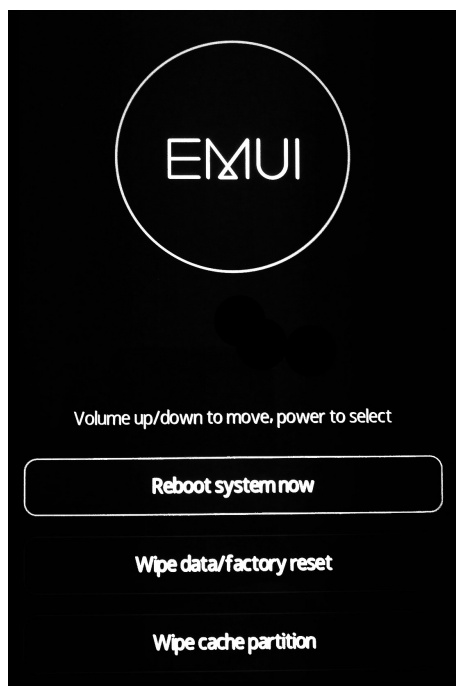 EMUI
Volume up/down to move, power to select
Reboot system now
Wipe data/factory reset
Wipe cache partition